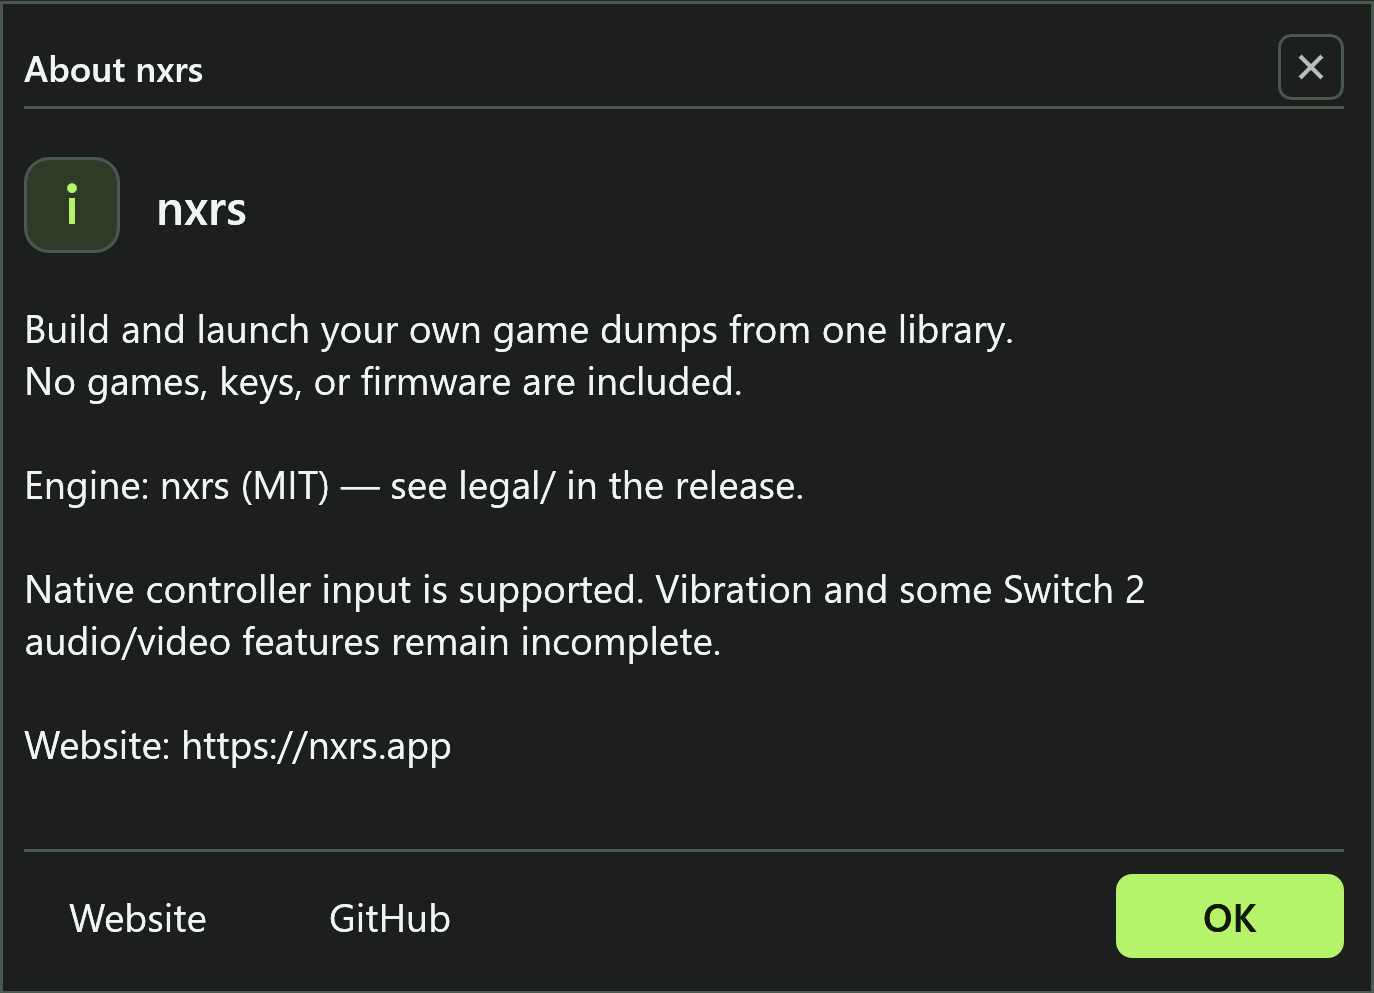 About nxrs
i
nxrs
Build and launch your own game dumps from one library.
No games, keys, or firmware are included.
Engine: nxrs (MIT) — see legal/ in the release.
Native controller input is supported. Vibration and some Switch 2
audio/video features remain incomplete.
Website: https://nxrs.app
Website
GitHub
OK